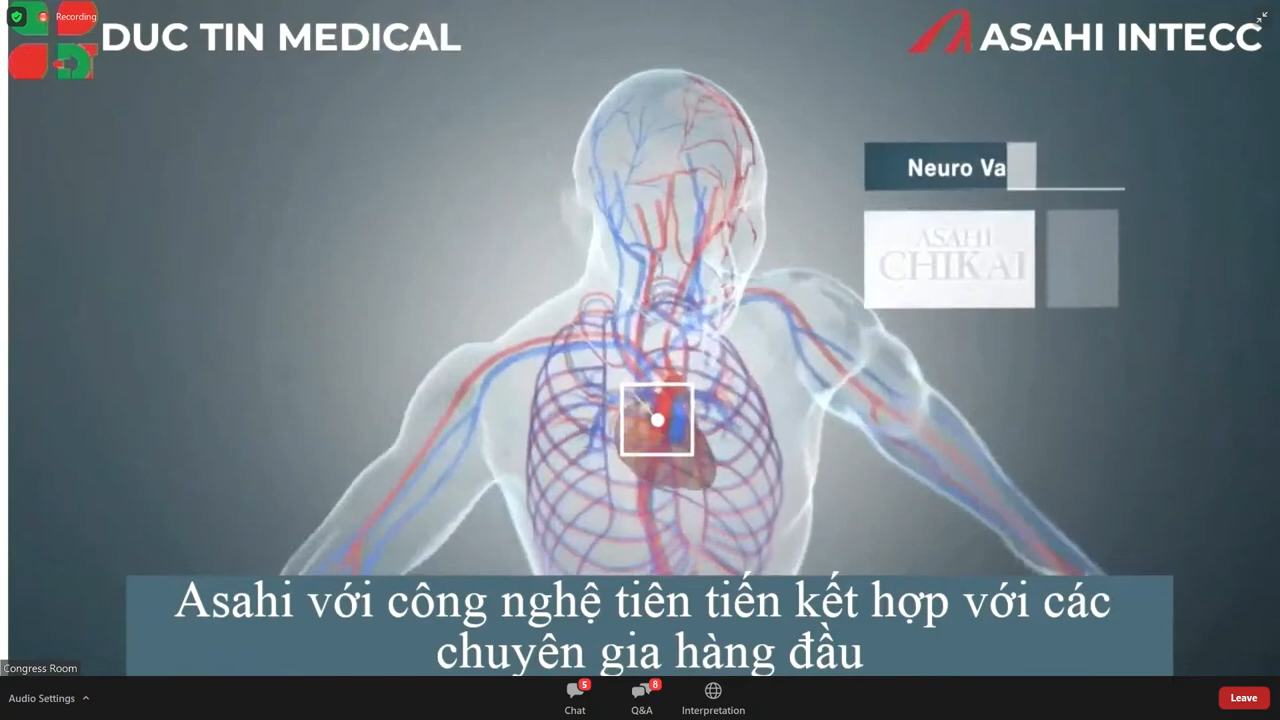 Recording
DUC TIN MEDICAL
ASAHI INTECC
Neuro Va
ASAHI
CHIKAI
Asahi với công nghệ tiên tiến kết hợp với các
chuyên gia hàng đầu
Congress Room
Audio Settings
5
Chat
8
Q&A
Interpretation
Leave